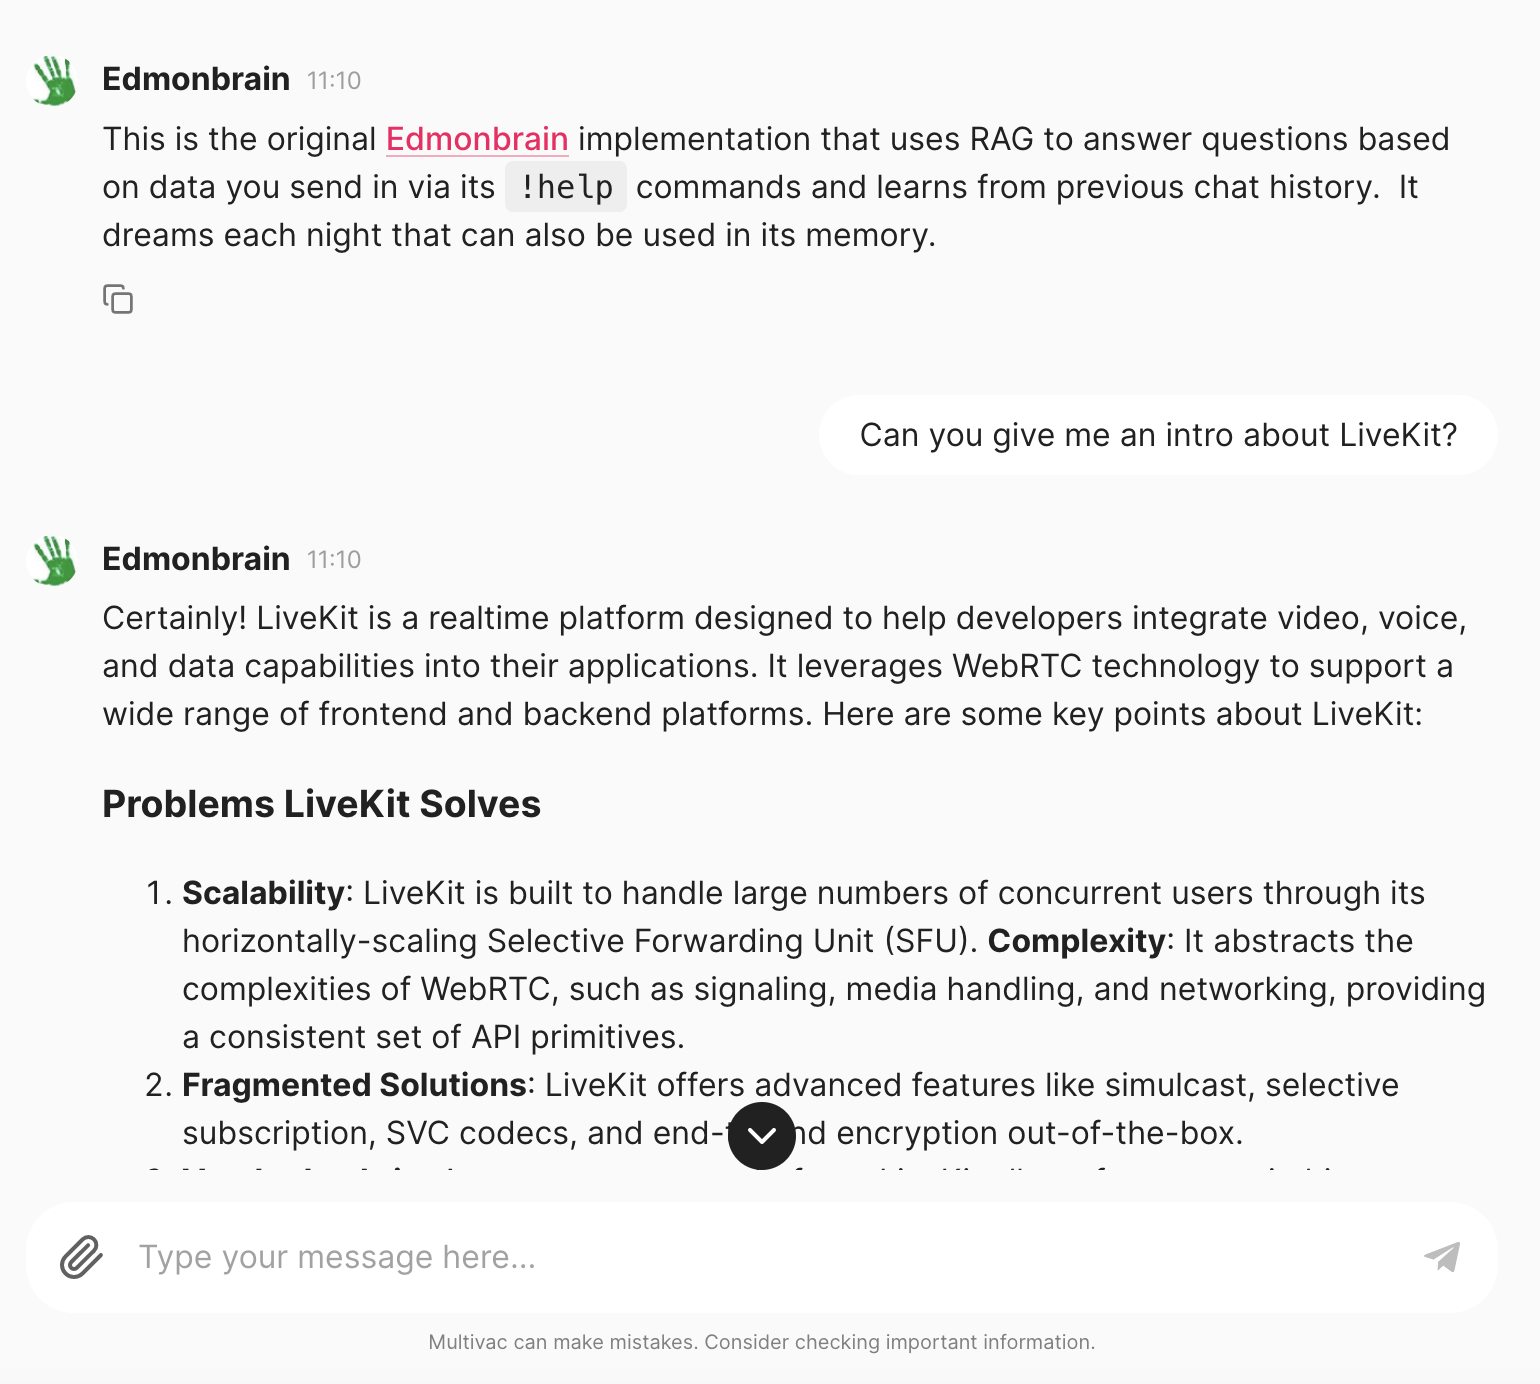 Edmonbrain 11:10
This is the original Edmonbrain implementation that uses RAG to answer questions based
on data you send in via its !help commands and learns from previous chat history.  It
dreams each night that can also be used in its memory.
Can you give me an intro about LiveKit?
Edmonbrain 11:10
Certainly! LiveKit is a realtime platform designed to help developers integrate video, voice,
and data capabilities into their applications. It leverages WebRTC technology to support a
wide range of frontend and backend platforms. Here are some key points about LiveKit:
Problems LiveKit Solves
1. Scalability: LiveKit is built to handle large numbers of concurrent users through its
horizontally-scaling Selective Forwarding Unit (SFU). Complexity: It abstracts the
complexities of WebRTC, such as signaling, media handling, and networking, providing
a consistent set of API primitives.
2. Fragmented Solutions: LiveKit offers advanced features like simulcast, selective
subscription, SVC codecs, and end- encryption out-of-the-box.
Type your message here...
Multivac can make mistakes. Consider checking important information.